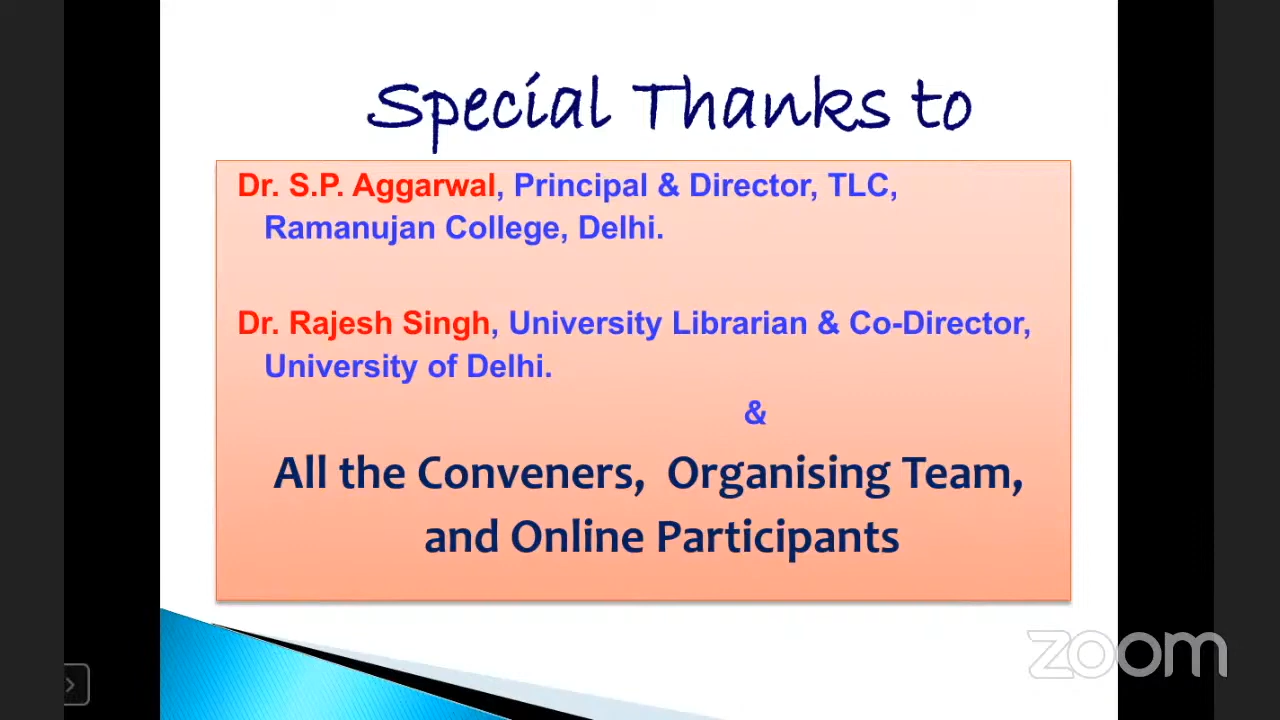 Special Thanks to
Dr. S.P. Aggarwal, Principal & Director, TLC,
Ramanujan College, Delhi.
Dr. Rajesh Singh, University Librarian & Co-Director,
University of Delhi.
&
All the Conveners, Organising Team,
and Online Participants
zoom